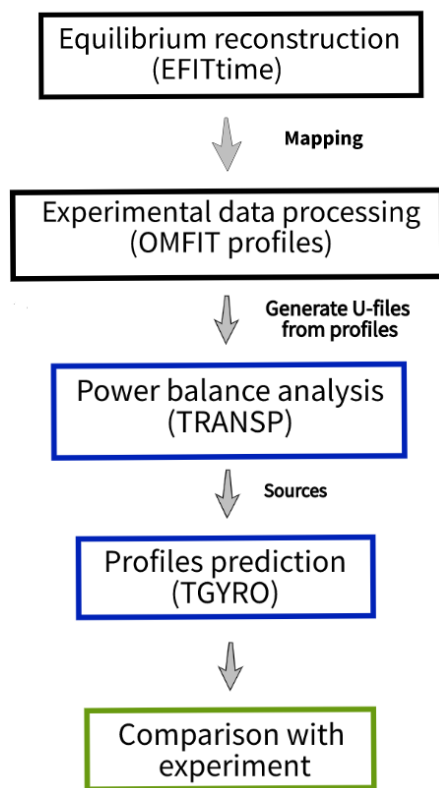 Equilibrium reconstruction
(EFITtime)
Mapping
Experimental data processing
(OMFIT profiles)
Generate U-files
from profiles
Power balance analysis
(TRANSP)
Sources
Profiles prediction
(TGYRO)
Comparison with
experiment